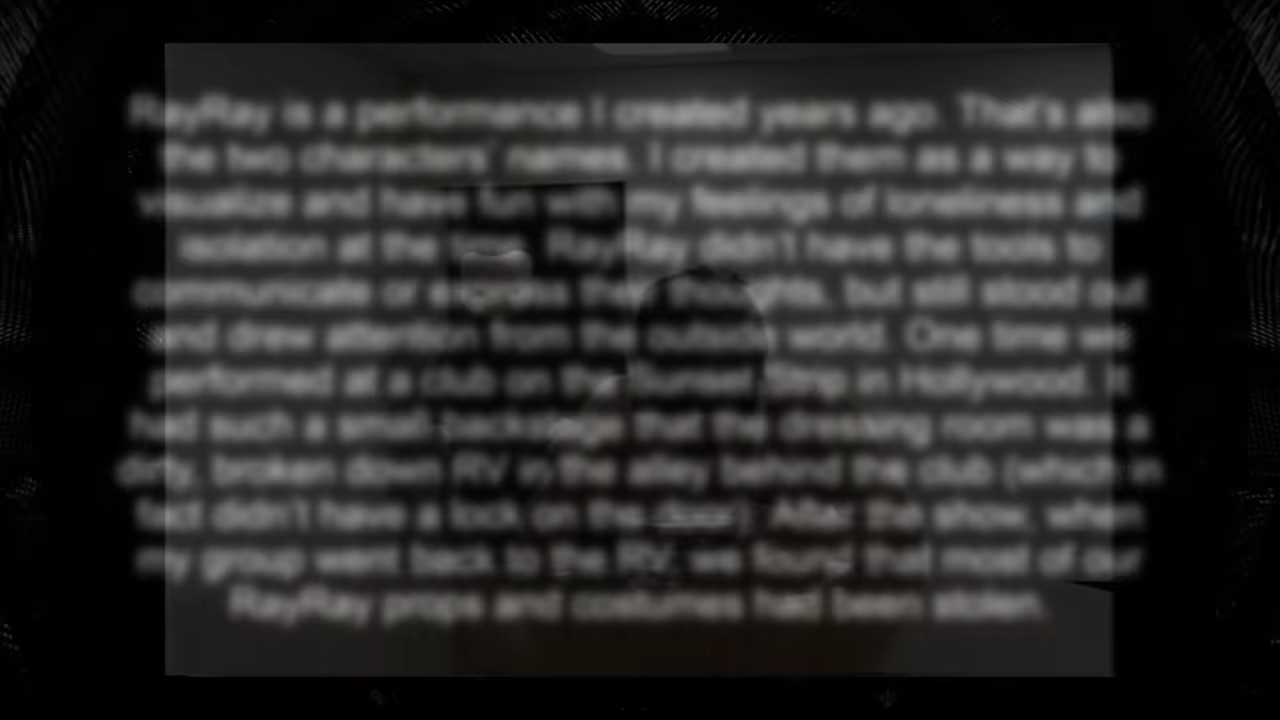 RayRay is a performance I created years ago. That's also
the two characters' names. I created them as a way to
visualize and have fun with my feelings of loneliness and
isolation at the time. RayRay didn't have the tools to
communicate or express their thoughts, but still stood out
and drew attention from the outside world. One time we
performed at a club on the Sunset Strip in Hollywood. It
had such a small backstage that the dressing room was a
dirty, broken down RV in the alley behind the club (which in
fact didn't have a lock on the door). After the show, when
my group went back to the RV, we found that most of our
RayRay props and costumes had been stolen.